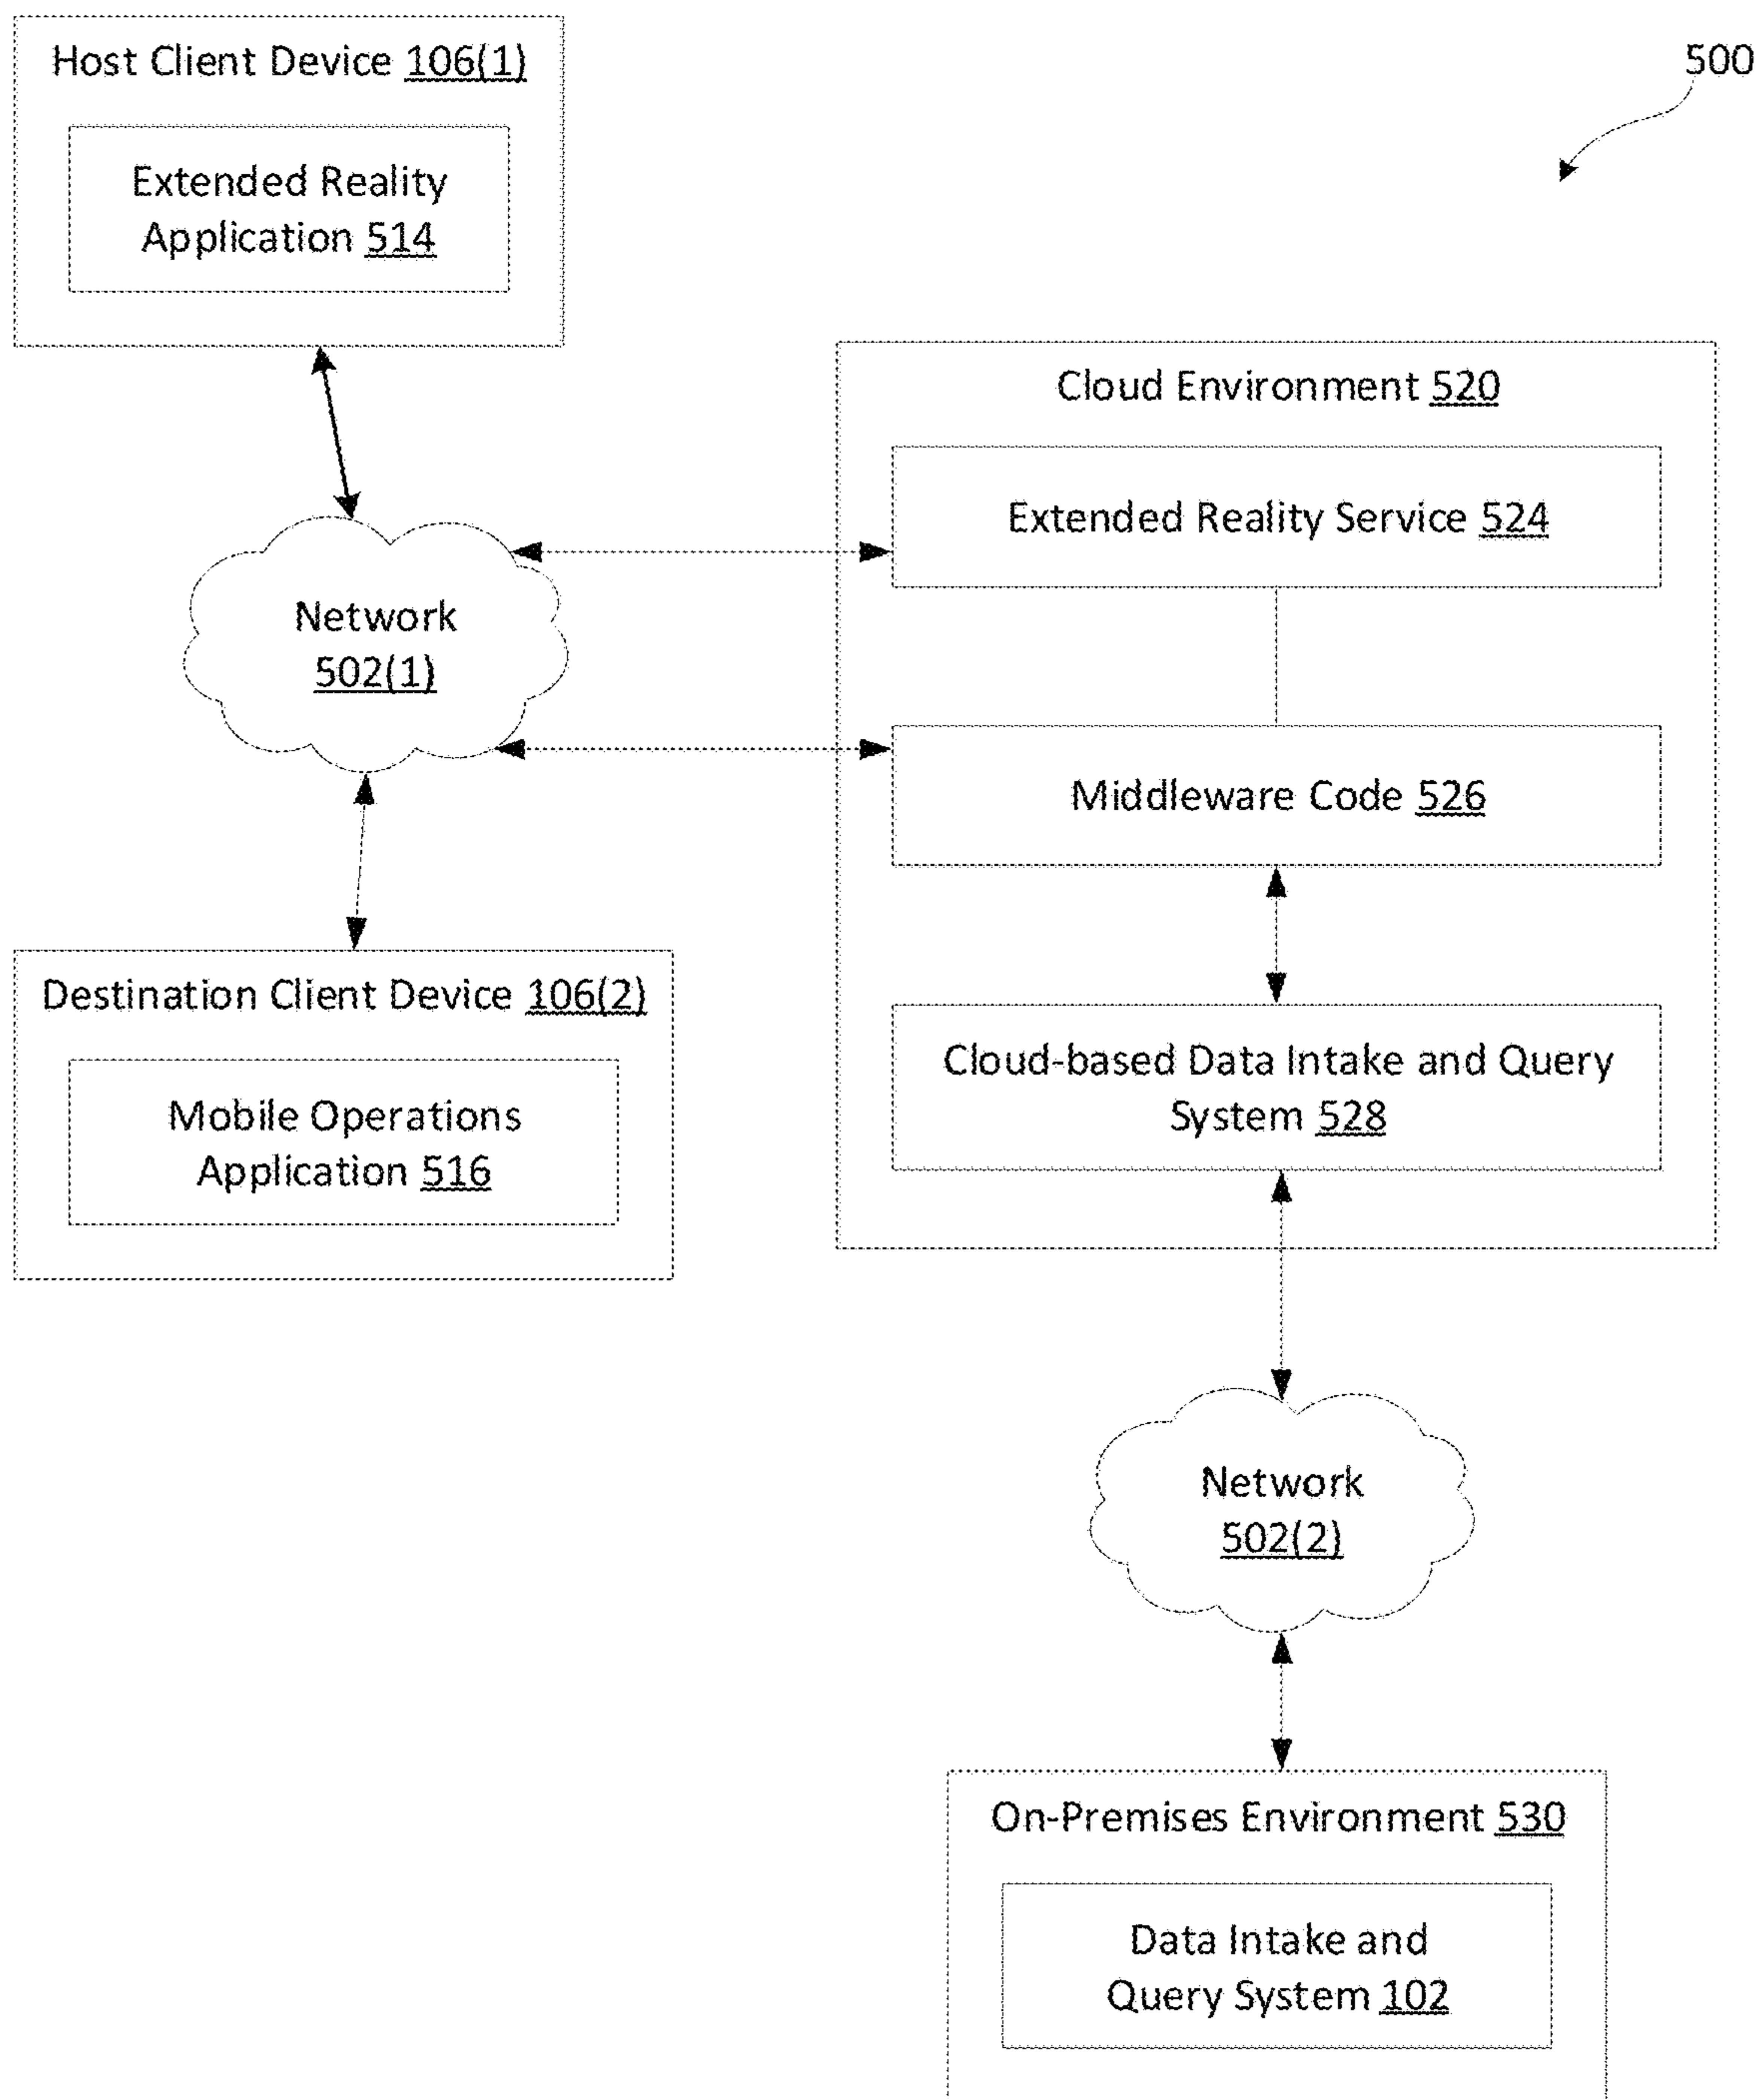 Host Client Device 106(1)
500
Extended Reality
Application 514
Cloud Environment 520
Extended Reality Service 524
Network
502(1)
Middleware Code 526
Destination Client Device 106(2)
Mobile Operations
Application 516
Cloud-based Data Intake and Query
System 528
Network
502(2)
On-Premises Environment 530
Data Intake and
Query System 102